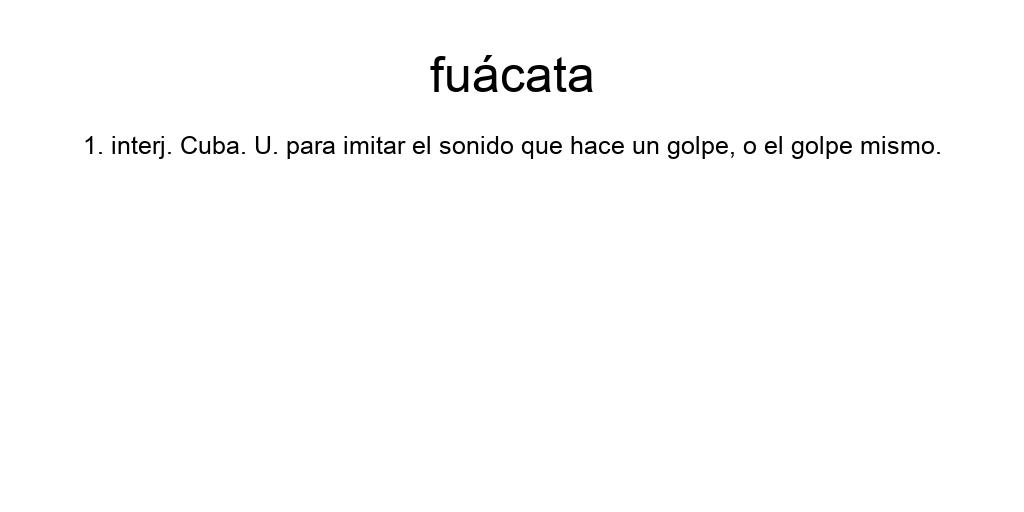 fuácata
1. interj. Cuba. U. para imitar el sonido que hace un golpe, o el golpe mismo.